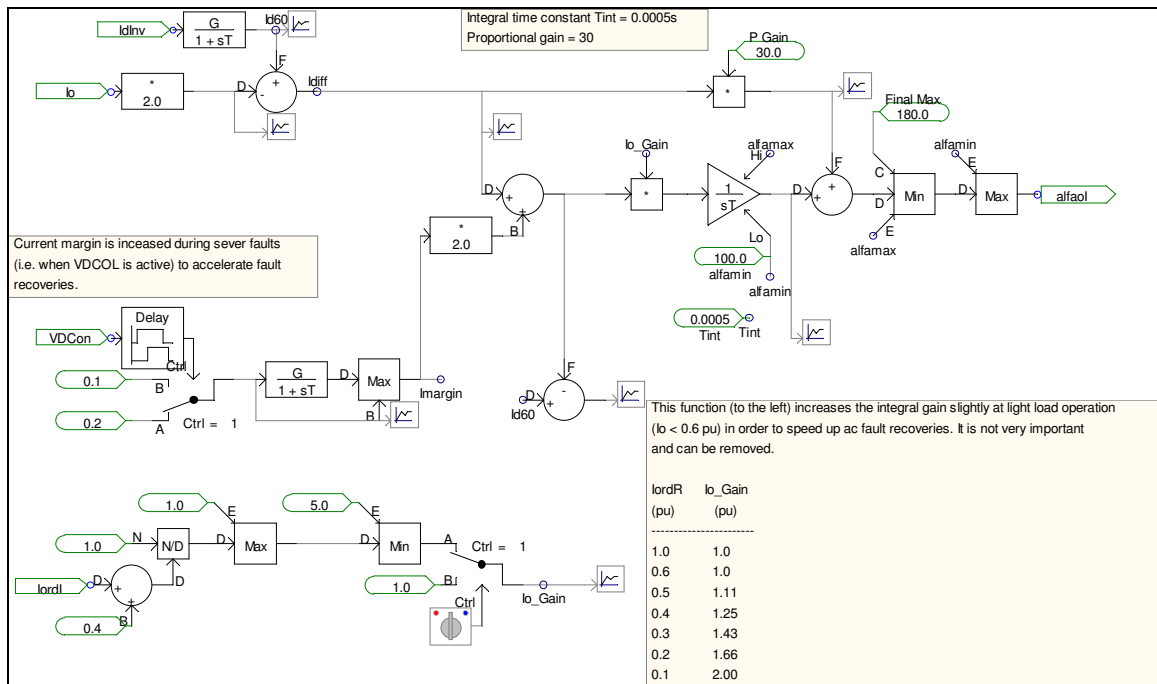 Integral time constant Tint = 0.0005s
Proportional gain = 30
IdInv
G
1 + sT
Id60
F
+
-
D
Idiff
Io
*
2.0
P Gain
30.0
*
Final Max
180.0
Io_Gain
*
alfamax
Hi
1
sT
Lo
100.0
alfamin
alfamin
0.0005
Tint
Tint
D
+
F
C
D
E
alfamax
Min
alfamin
E
D
Max
alfaol
D
+
+
B
*
2.0
Current margin is inceased during sever faults
(i.e. when VDCOL is active) to accelerate fault
recoveries.
VDCon
Delay
Ctrl
0.1
B
0.2
A
Ctrl = 1
G
1 + sT
D
Max
B
Imargin
F
-
D
+
Id60
This function (to the left) increases the integral gain slightly at light load operation
(Io < 0.6 pu) in order to speed up ac fault recoveries. It is not very important
and can be removed.
IordR Io_Gain
(pu) (pu)
-----------------------
1.0 1.0
0.6 1.0
0.5 1.11
0.4 1.25
0.3 1.43
0.2 1.66
0.1 2.00
1.0
E
5.0
E
1.0
N
N/D
D
Max
D
Min
A
Ctrl = 1
IordI
D
+
+
D
B
0.4
1.0
B
Ctrl
Io_Gain